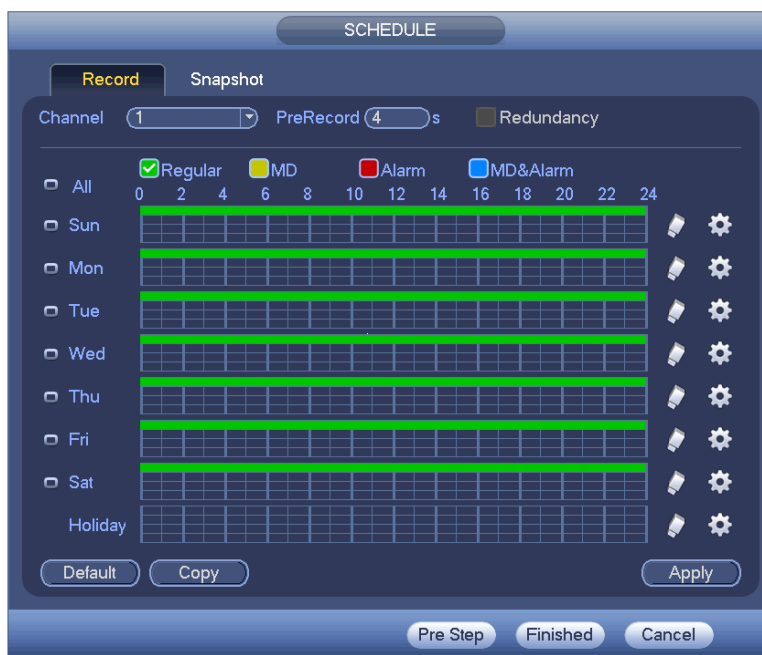 SCHEDULE
Record Snapshot
Channel 1 PreRecord 4 s Redundancy
Regular MD Alarm MD&Alarm
All 0 2 4 6 8 10 12 14 16 18 20 22 24
Sun
Mon
Tue
Wed
Thu
Fri
Sat
Holiday
Default Copy Apply
Pre Step Finished Cancel